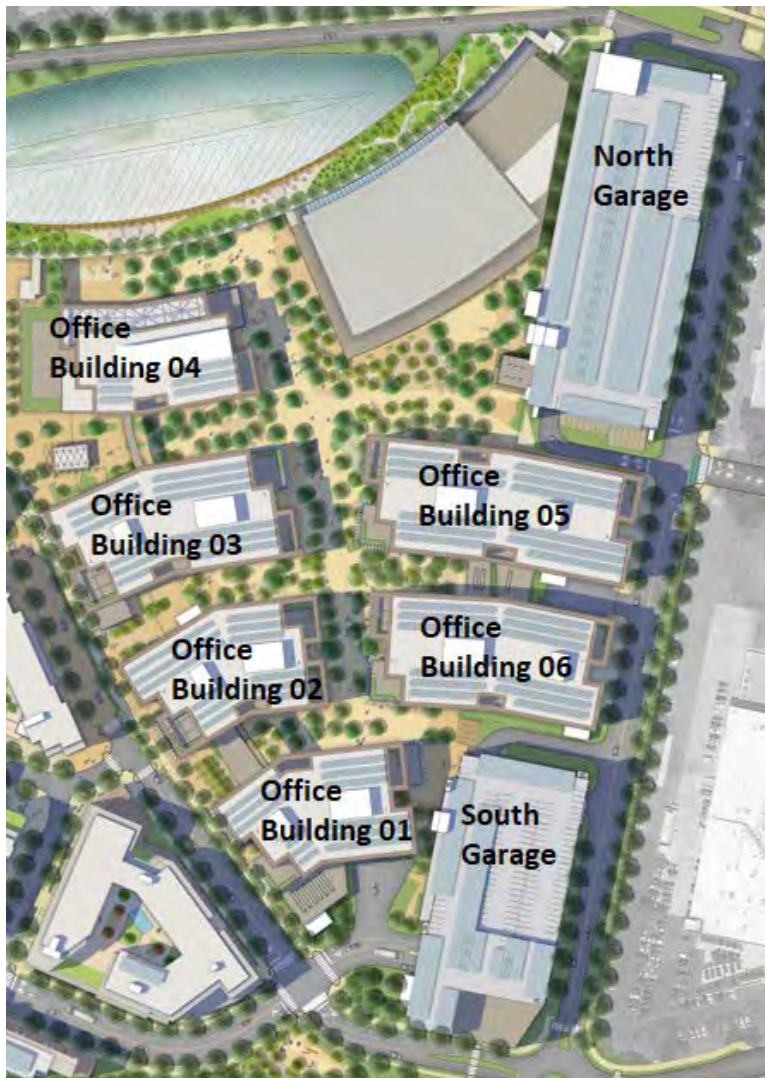 North
Garage
Office
Building 04
Office
Building 03
Office
Building 05
Office
Building 02
Office
Building 06
Office
Building 01
South
Garage